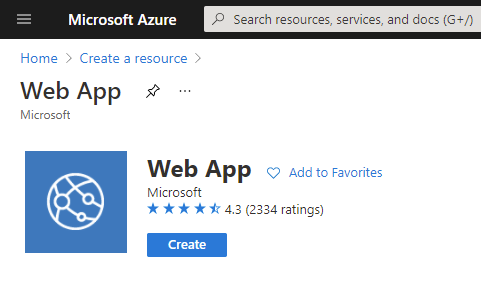 Microsoft Azure
Search resources, services, and docs (G+/)
Home > Create a resource >
Web App
...
Microsoft
Web App
Add to Favorites
Microsoft
4.3 (2334 ratings)
Create